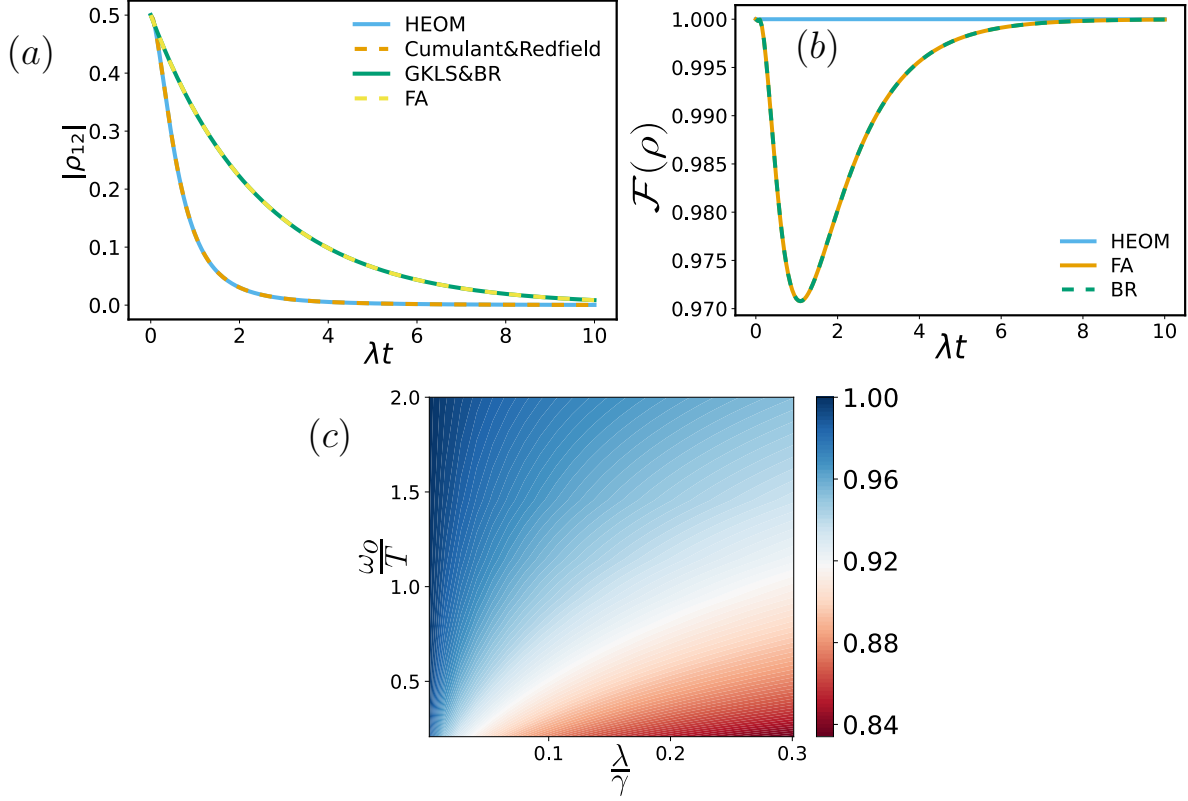 (a)
|ρ12|
0.5
0.4
0.3
0.2
0.1
0.0
HEOM
Cumulant&Redfield
GKLS&BR
FA
0 2 4 6 8 10
λt
(b)
F(ρ)
1.000
0.995
0.990
0.985
0.980
0.975
0.970
HEOM
FA
BR
0 2 4 6 8 10
λt
(c)
ω0
T
2.0
1.5
1.0
0.5
0.1 0.2 0.3
λ
γ
1.00
0.96
0.92
0.88
0.84